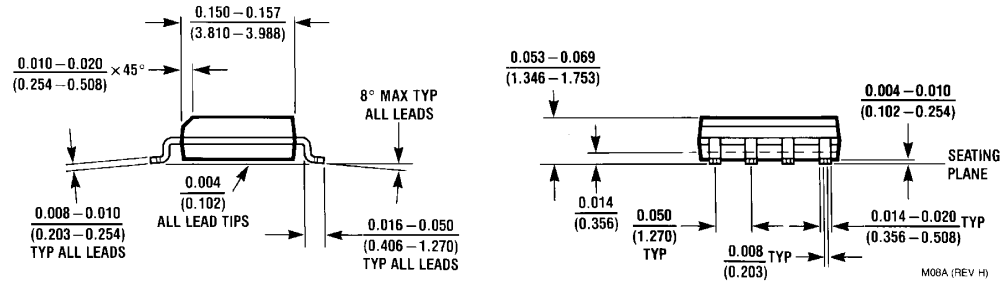 0.150 – 0.157
(3.810 – 3.988)
0.010 – 0.020
(0.254 – 0.508)
× 45°
8° MAX TYP
ALL LEADS
0.004
(0.102)
ALL LEAD TIPS
0.008 – 0.010
(0.203 – 0.254)
TYP ALL LEADS
0.016 – 0.050
(0.406 – 1.270)
TYP ALL LEADS
0.053 – 0.069
(1.346 – 1.753)
0.004 – 0.010
(0.102 – 0.254)
SEATING
PLANE
0.014
(0.356)
0.050
(1.270)
TYP
0.014 – 0.020 TYP
(0.356 – 0.508)
0.008 TYP
(0.203)
M08A (REV H)